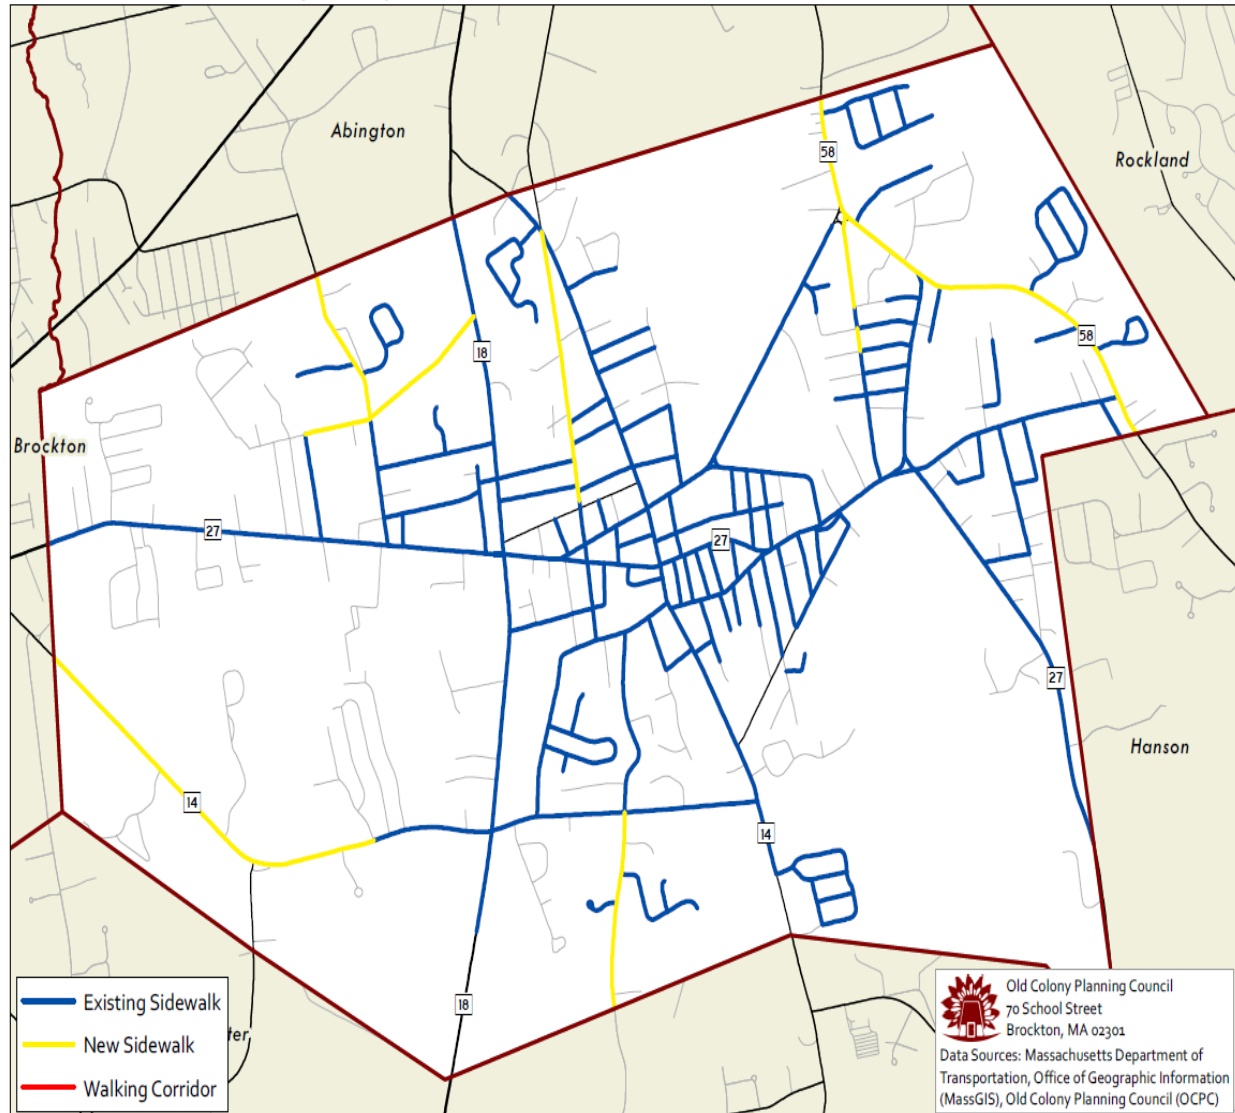 Abington
Rockland
58
58
18
Brockton
27
27
27
Hanson
14
14
18
ter
Existing Sidewalk
New Sidewalk
Walking Corridor
Old Colony Planning Council
70 School Street
Brockton, MA 02301
Data Sources: Massachusetts Department of
Transportation, Office of Geographic Information
(MassGIS), Old Colony Planning Council (OCPC)